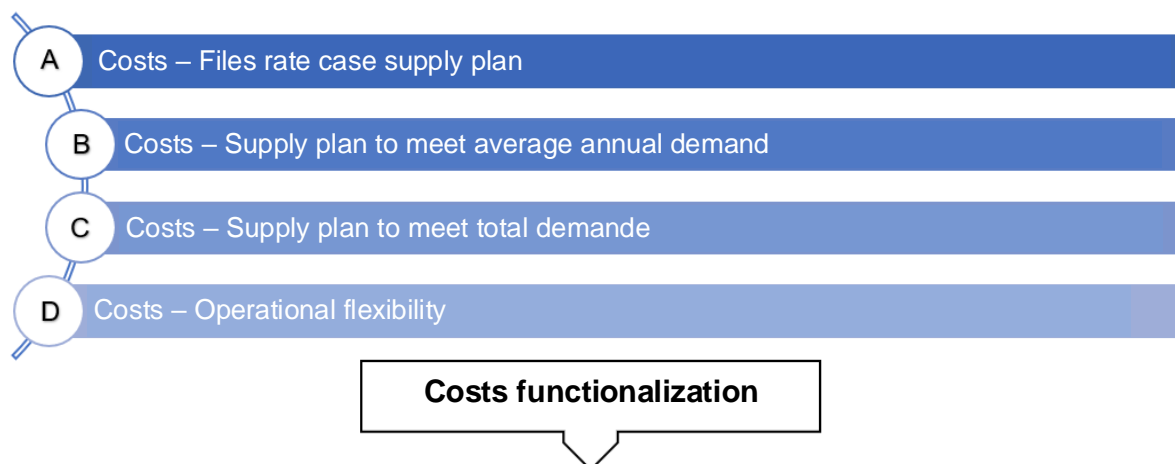 A Costs – Files rate case supply plan
B Costs – Supply plan to meet average annual demand
C Costs – Supply plan to meet total demande
D Costs – Operational flexibility
Costs functionalization